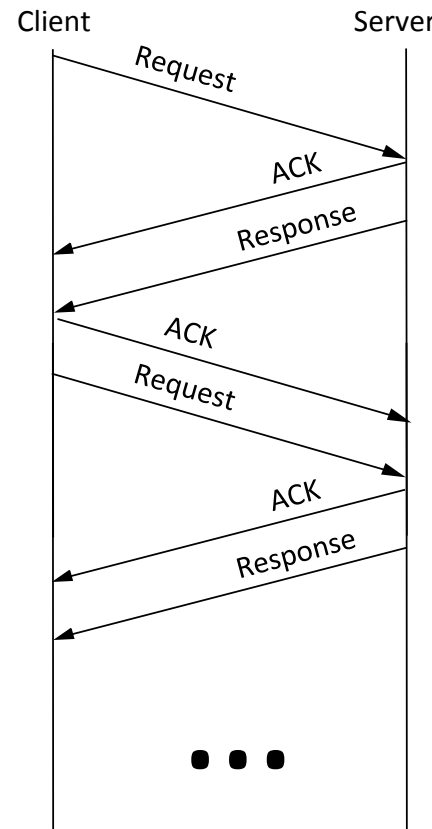 Client
Server
Request
ACK
Response
ACK
Request
ACK
Response